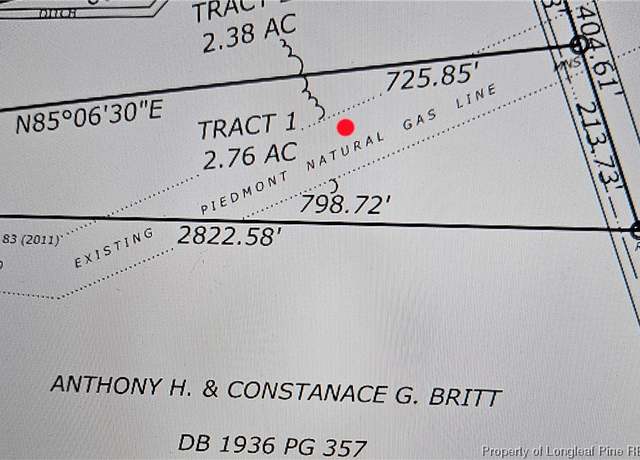 DITCH
TRACT
2.38 AC
404.61'
725.85'
N85°06'30"E
TRACT 1
2.76 AC
213.73'
EXISTING PIEDMONT NATURAL GAS LINE
798.72'
83 (2011)
2822.58'
ANTHONY H. & CONSTANACE G. BRITT
DB 1936 PG 357
Property of Longleaf Pine